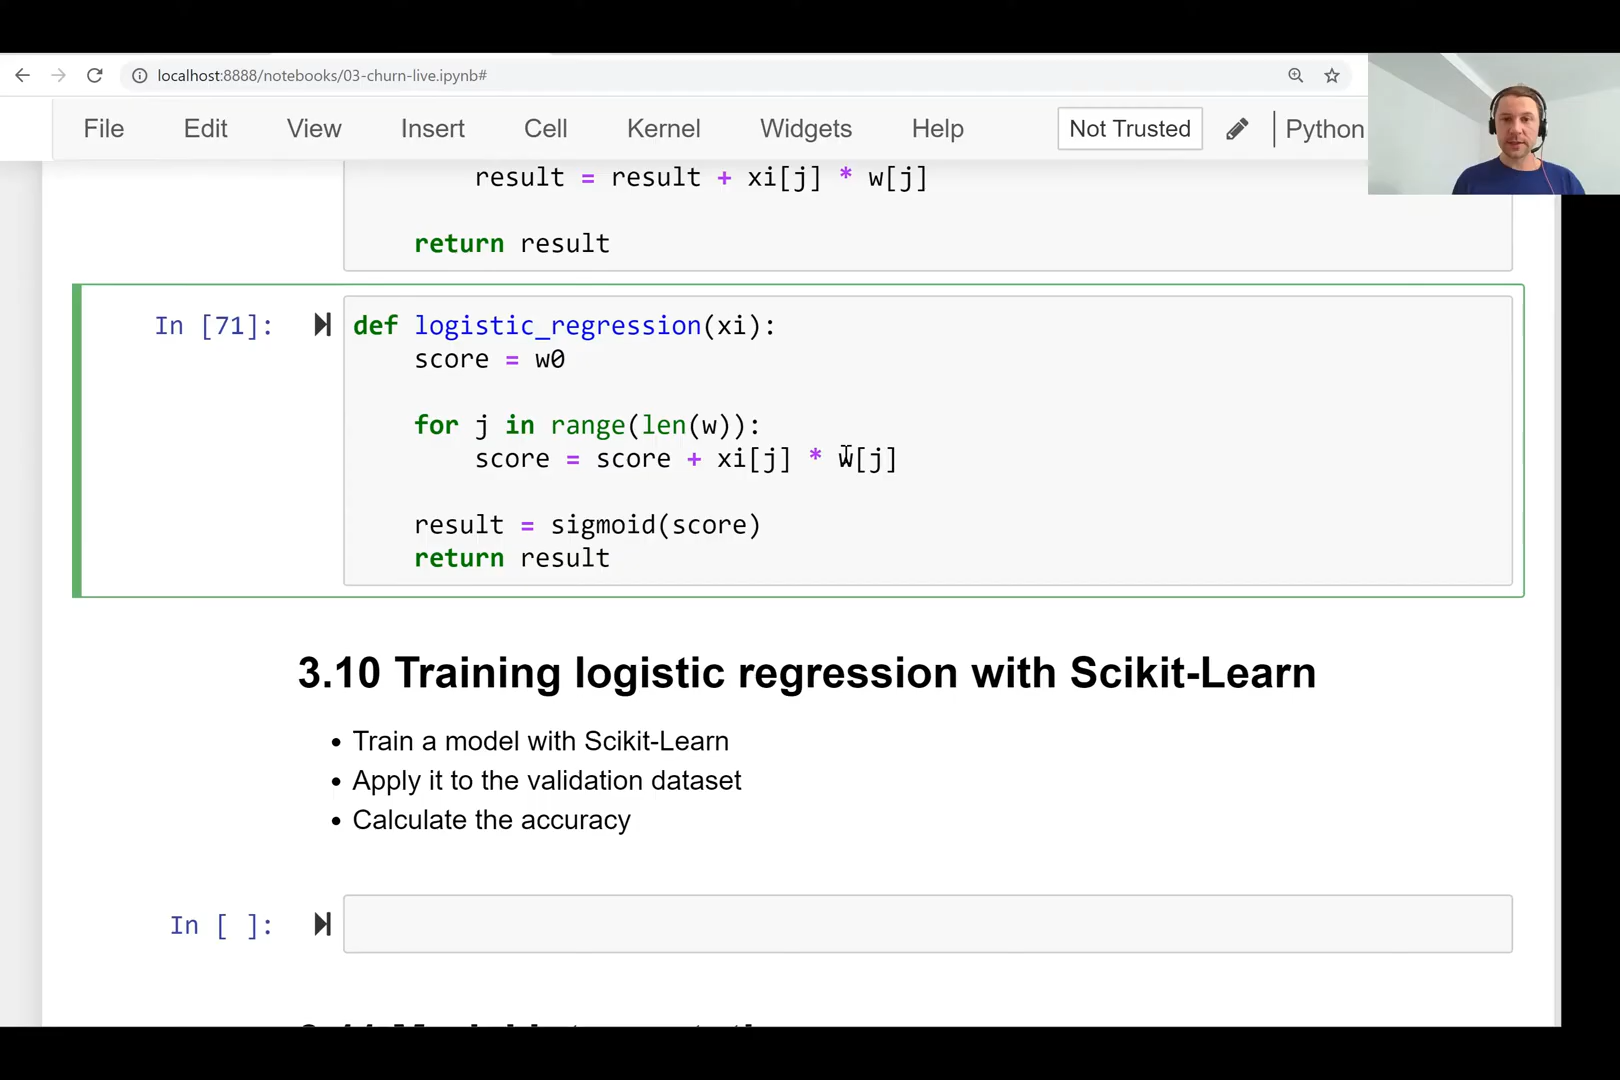 localhost:8888/notebooks/03-churn-live.ipynb#
File Edit View Insert Cell Kernel Widgets Help Not Trusted Python
result = result + xi[j] * w[j]
return result
In [71]: def logistic_regression(xi):
score = w0
for j in range(len(w)):
score = score + xi[j] * w[j]
result = sigmoid(score)
return result
3.10 Training logistic regression with Scikit-Learn
• Train a model with Scikit-Learn
• Apply it to the validation dataset
• Calculate the accuracy
In [ ]: